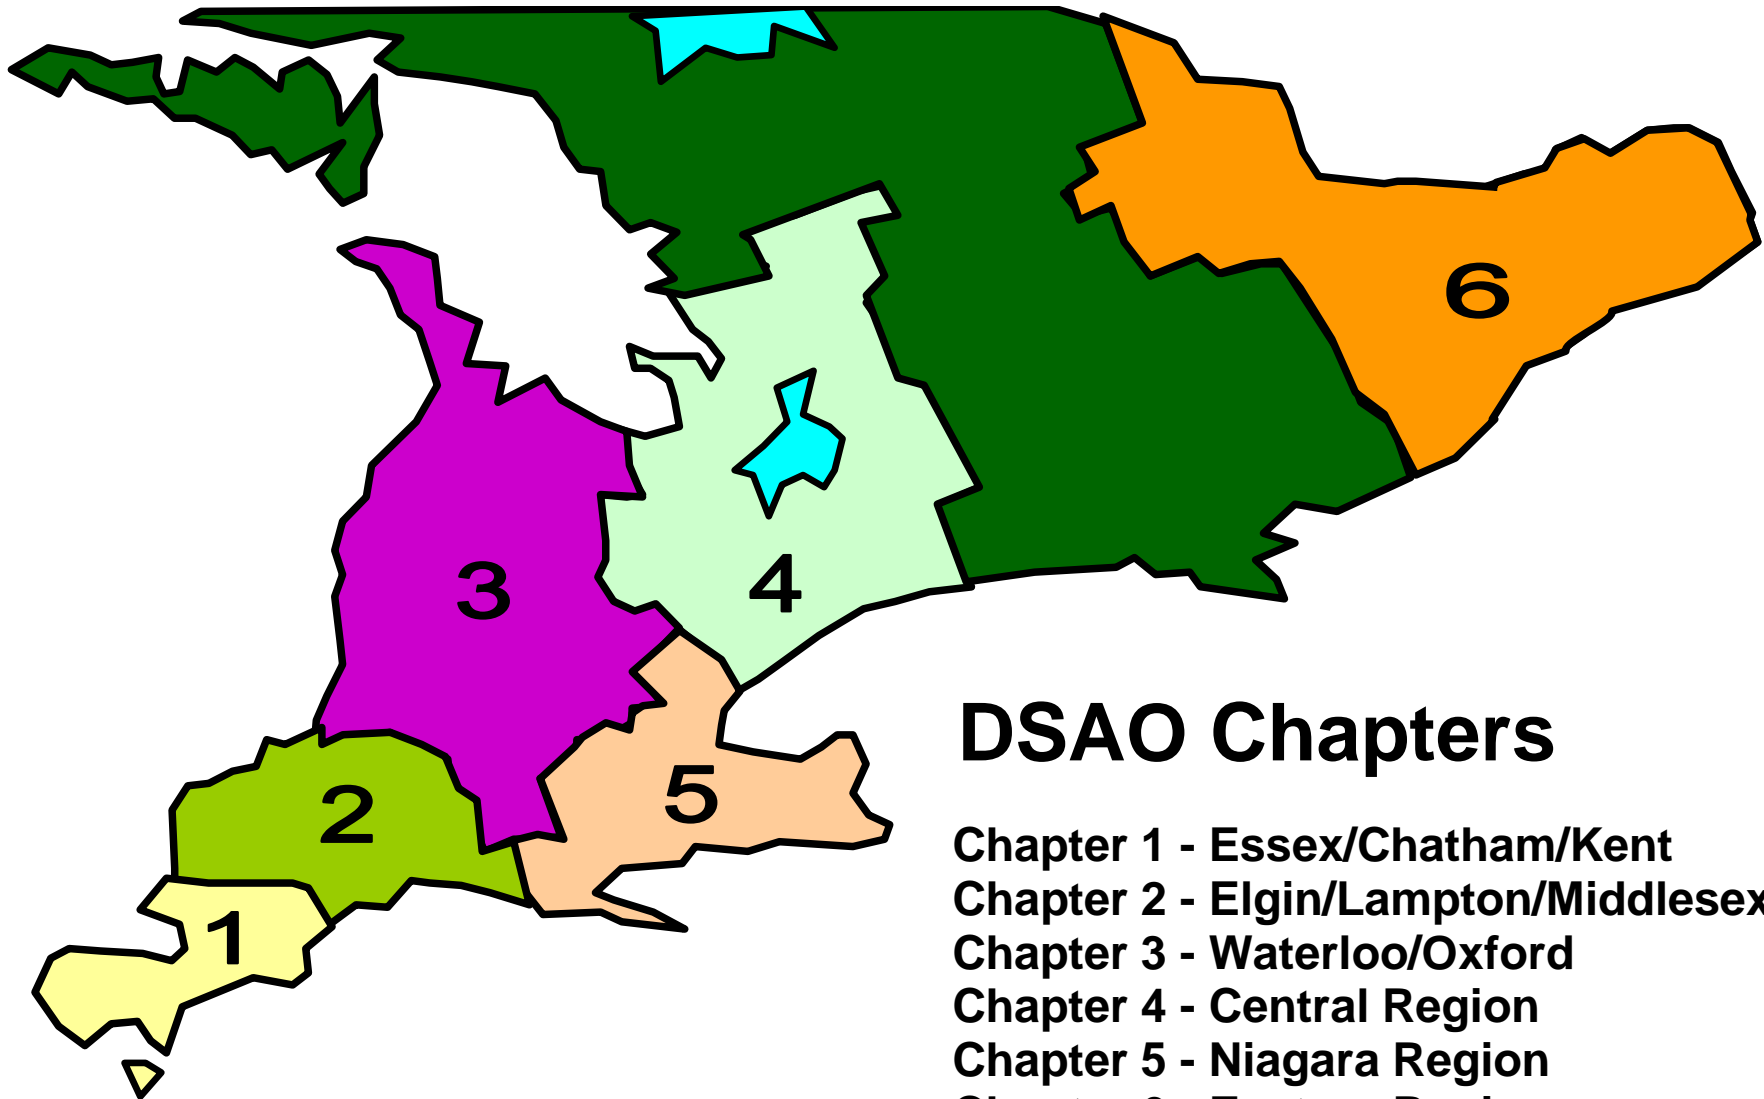 6
3
4
2
5
1
DSAO Chapters
Chapter 1 - Essex/Chatham/Kent
Chapter 2 - Elgin/Lampton/Middlesex
Chapter 3 - Waterloo/Oxford
Chapter 4 - Central Region
Chapter 5 - Niagara Region